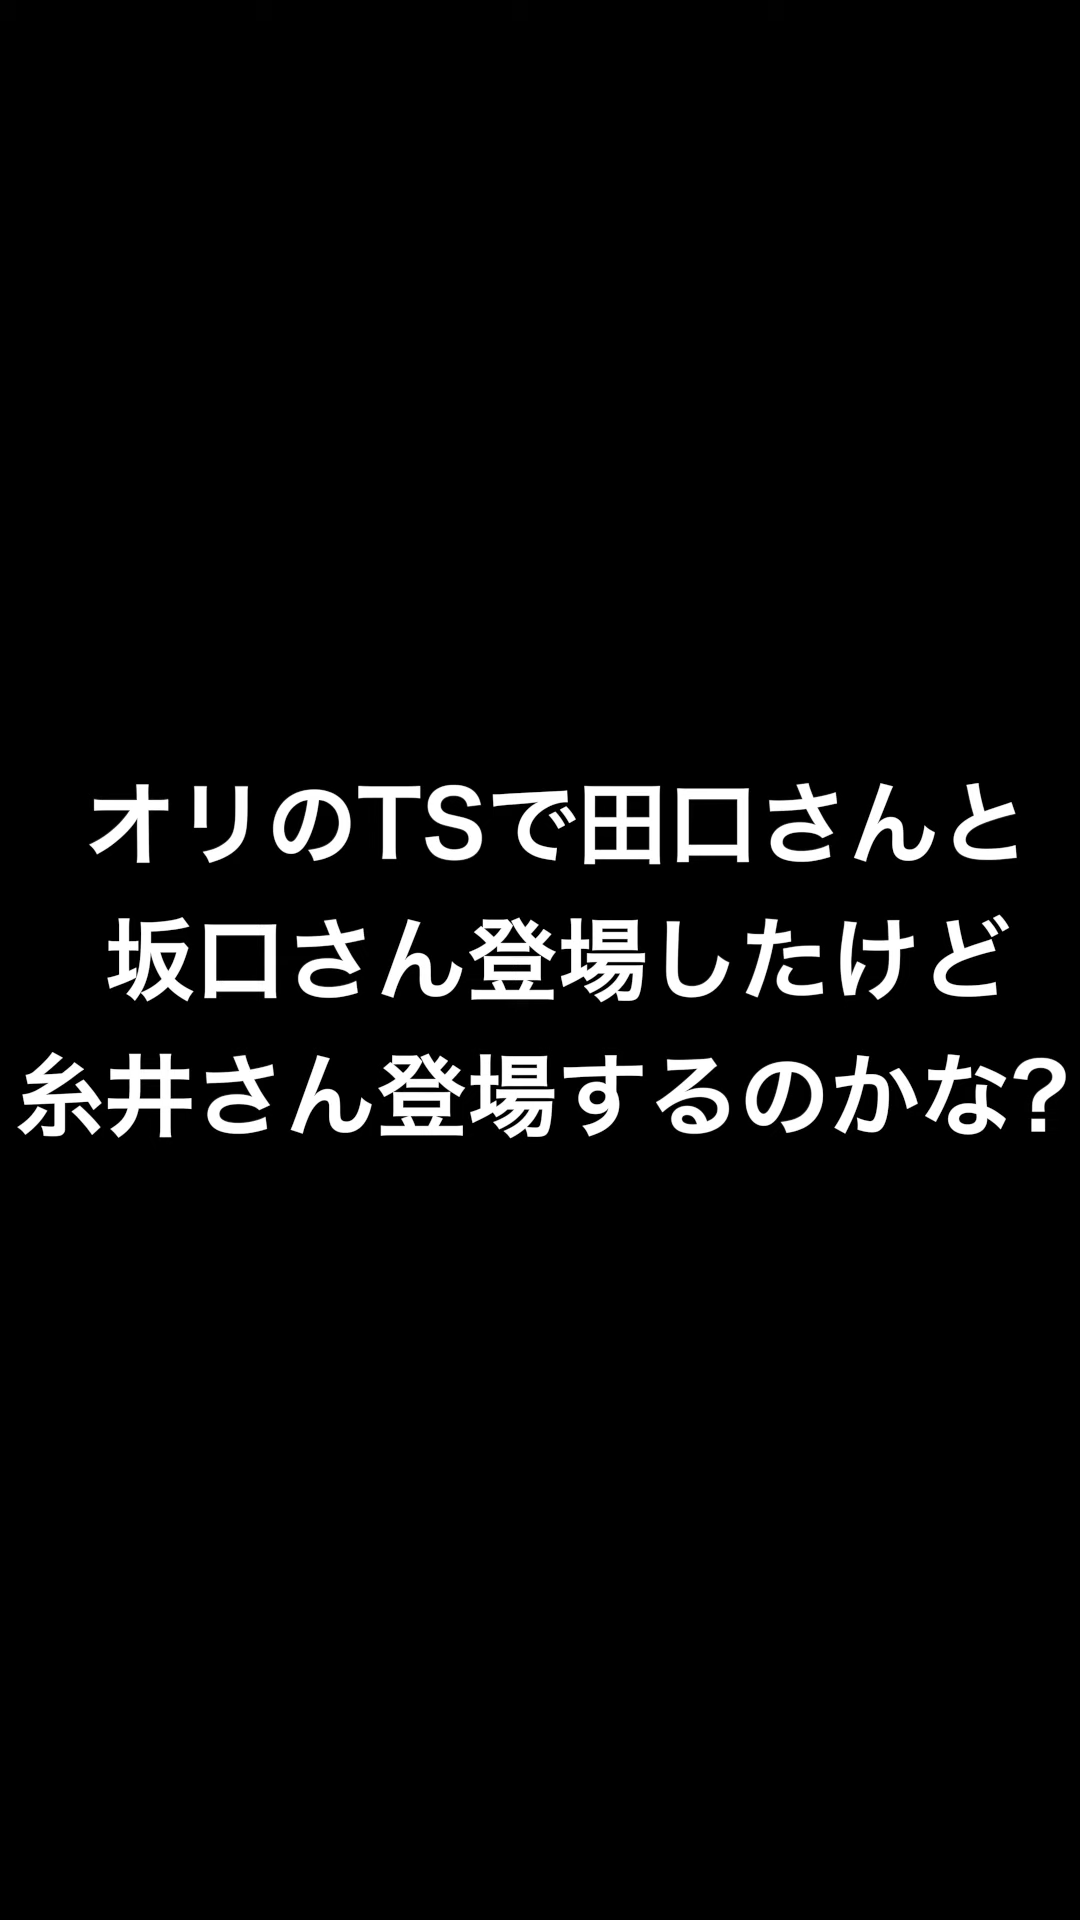 オリのTSで田口さんと
坂口さん登場したけど
糸井さん登場するのかな?